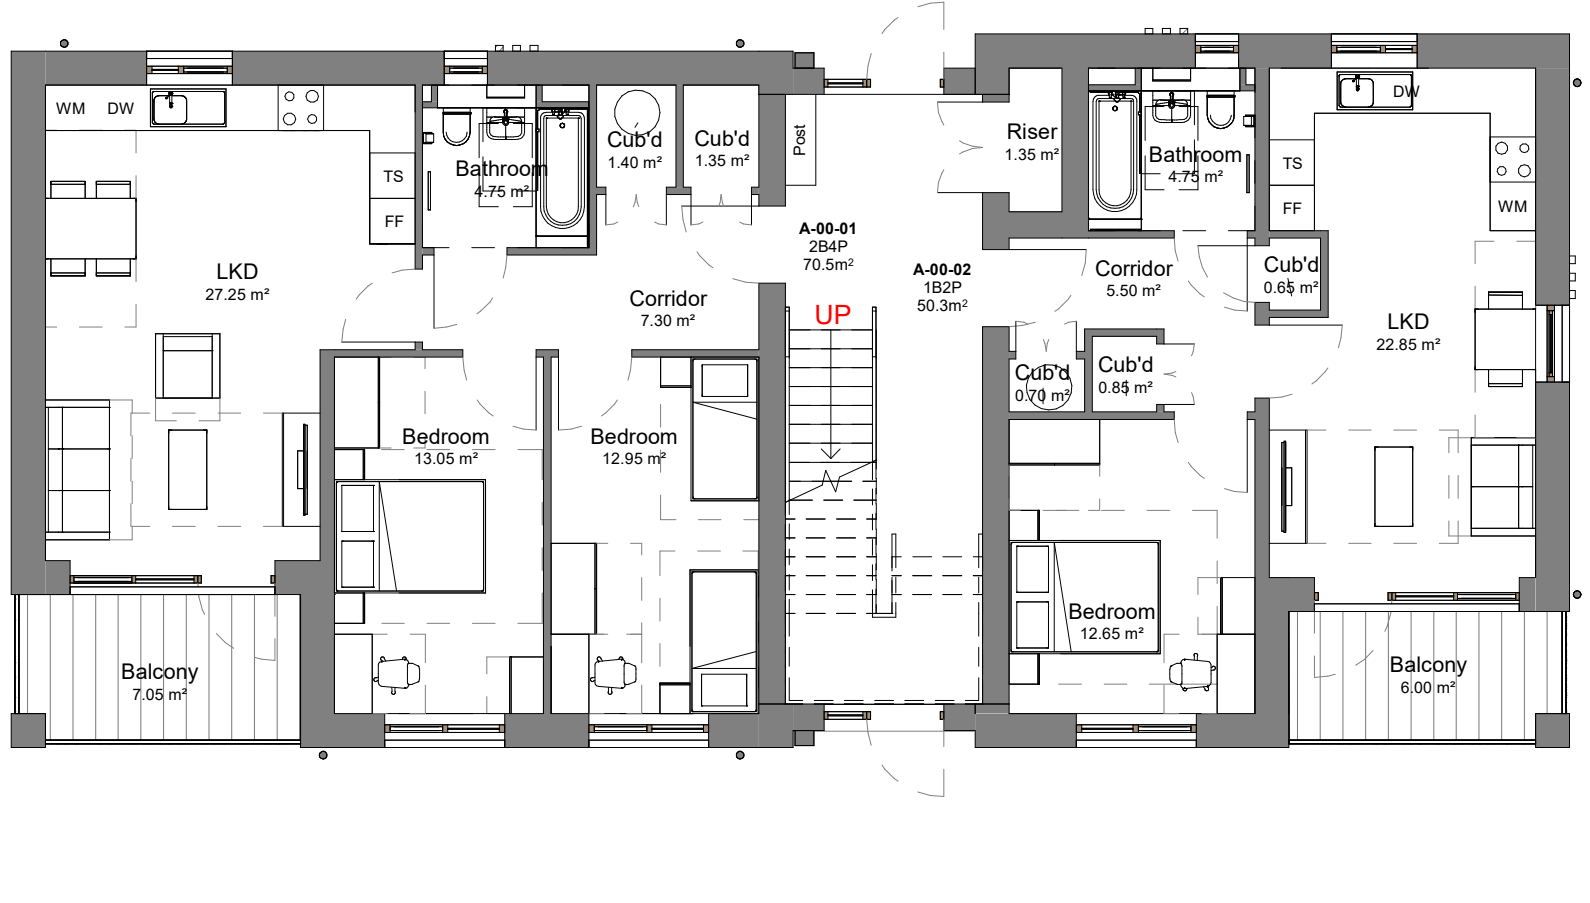 WM
DW
TS
FF
LKD
27.25 m²
Bathroom
4.75 m²
Cub'd
1.40 m²
Cub'd
1.35 m²
Corridor
7.30 m²
Bedroom
13.05 m²
Bedroom
12.95 m²
Balcony
7.05 m²
Post
A-00-01
2B4P
70.5m²
UP
A-00-02
1B2P
50.3m²
Riser
1.35 m²
Bathroom
4.75 m²
Corridor
5.50 m²
Cub'd
0.65 m²
Cub'd
0.70 m²
Cub'd
0.85 m²
DW
TS
FF
WM
LKD
22.85 m²
Bedroom
12.65 m²
Balcony
6.00 m²